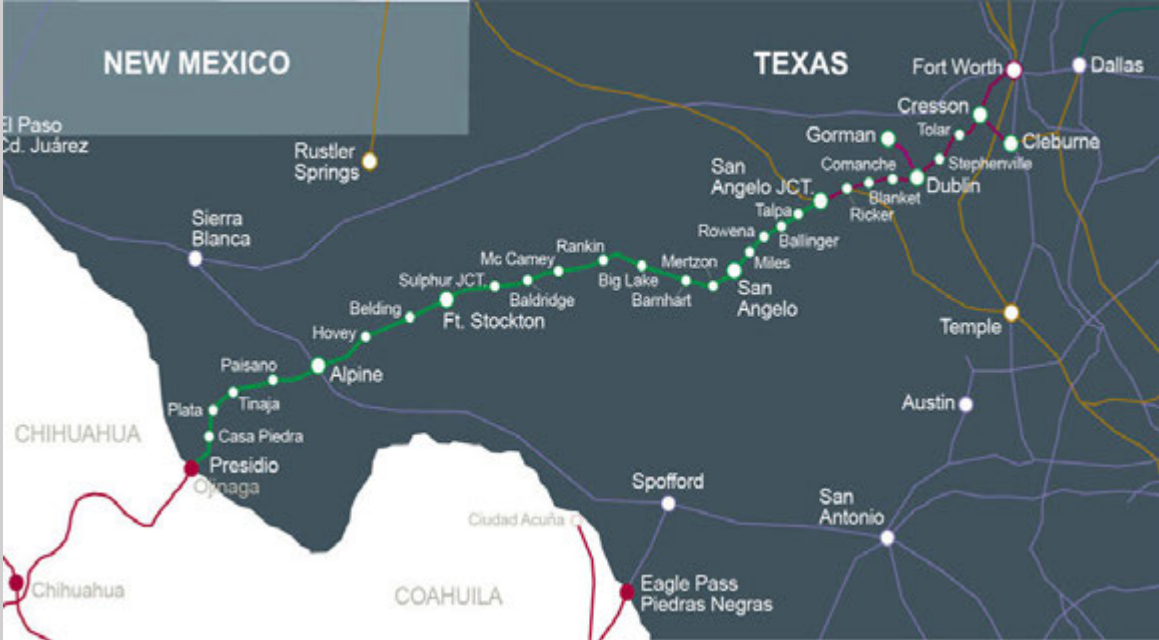 NEW MEXICO
TEXAS
Fort Worth
Dallas
Cresson
El Paso
Cd. Juárez
Gorman
Tolar
Cleburne
Rustler
Springs
San
Angelo JCT.
Comanche
Stephenville
Dublin
Blanket
Ricker
Talpa
Sierra
Blanca
Rowena
Ballinger
Rankin
Mc Camey
Mertzon
Miles
Sulphur JCT.
Big Lake
San
Angelo
Baldridge
Barnhart
Belding
Ft. Stockton
Hovey
Temple
Paisano
Alpine
Tinaja
Plata
Austin
CHIHUAHUA
Casa Piedra
Presidio
Ojinaga
Spofford
San
Antonio
Ciudad Acuña
Chihuahua
COAHUILA
Eagle Pass
Piedras Negras